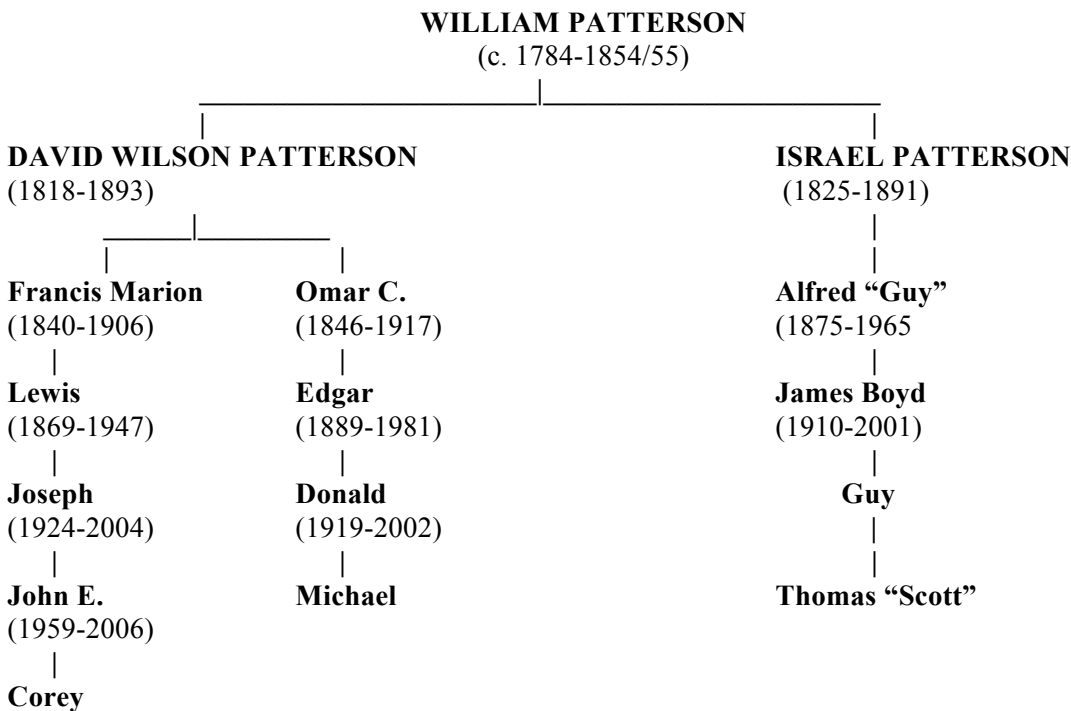 WILLIAM PATTERSON
(c. 1784-1854/55)
DAVID WILSON PATTERSON ISRAEL PATTERSON
(1818-1893) (1825-1891)
Francis Marion Omar C. Alfred “Guy”
(1840-1906) (1846-1917) (1875-1965
Lewis Edgar James Boyd
(1869-1947) (1889-1981) (1910-2001)
Joseph Donald Guy
(1924-2004) (1919-2002)
John E. Michael Thomas “Scott”
(1959-2006)
Corey